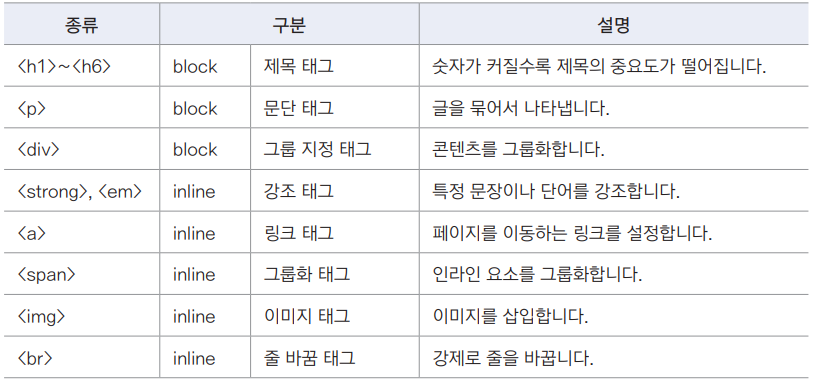 종류 구분 설명
<h1>~<h6> block 제목 태그 숫자가 커질수록 제목의 중요도가 떨어집니다.
<p> block 문단 태그 글을 묶어서 나타냅니다.
<div> block 그룹 지정 태그 콘텐츠를 그룹화합니다.
<strong>, <em> inline 강조 태그 특정 문장이나 단어를 강조합니다.
<a> inline 링크 태그 페이지를 이동하는 링크를 설정합니다.
<span> inline 그룹화 태그 인라인 요소를 그룹화합니다.
<img> inline 이미지 태그 이미지를 삽입합니다.
<br> inline 줄 바꿈 태그 강제로 줄을 바꿉니다.